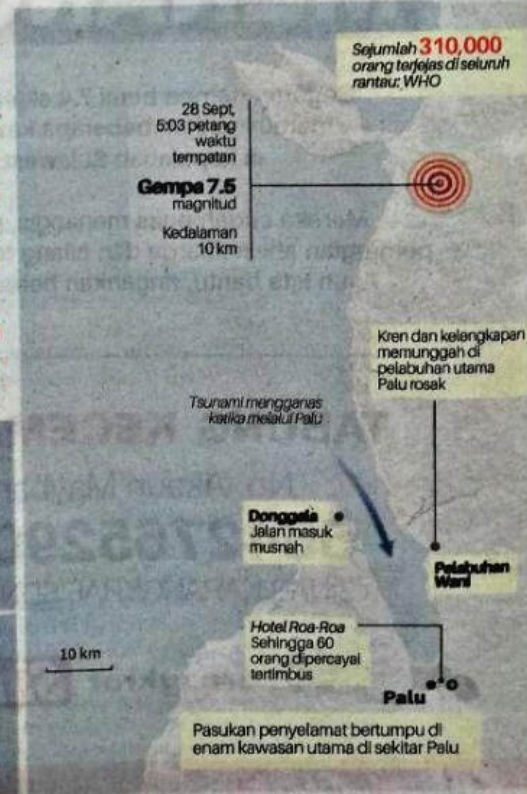 Sejumlah 310,000
orang terjejas di seluruh
rantau: WHO
28 Sept,
5:03 petang
waktu
tempatan
Gempa 7.5
magnitud
Kedalaman
10 km
Kren dan kelengkapan
memunggah di
pelabuhan utama
Palu rosak
Tsunami mengganas
ketika melalui Palu
Donggala
Jalan masuk
musnah
Pelabuhan
Wani
Hotel Roa-Roa
Sehingga 60
orang dipercayai
tertimbus
10 km
Palu
Pasukan penyelamat bertumpu di
enam kawasan utama di sekitar Palu